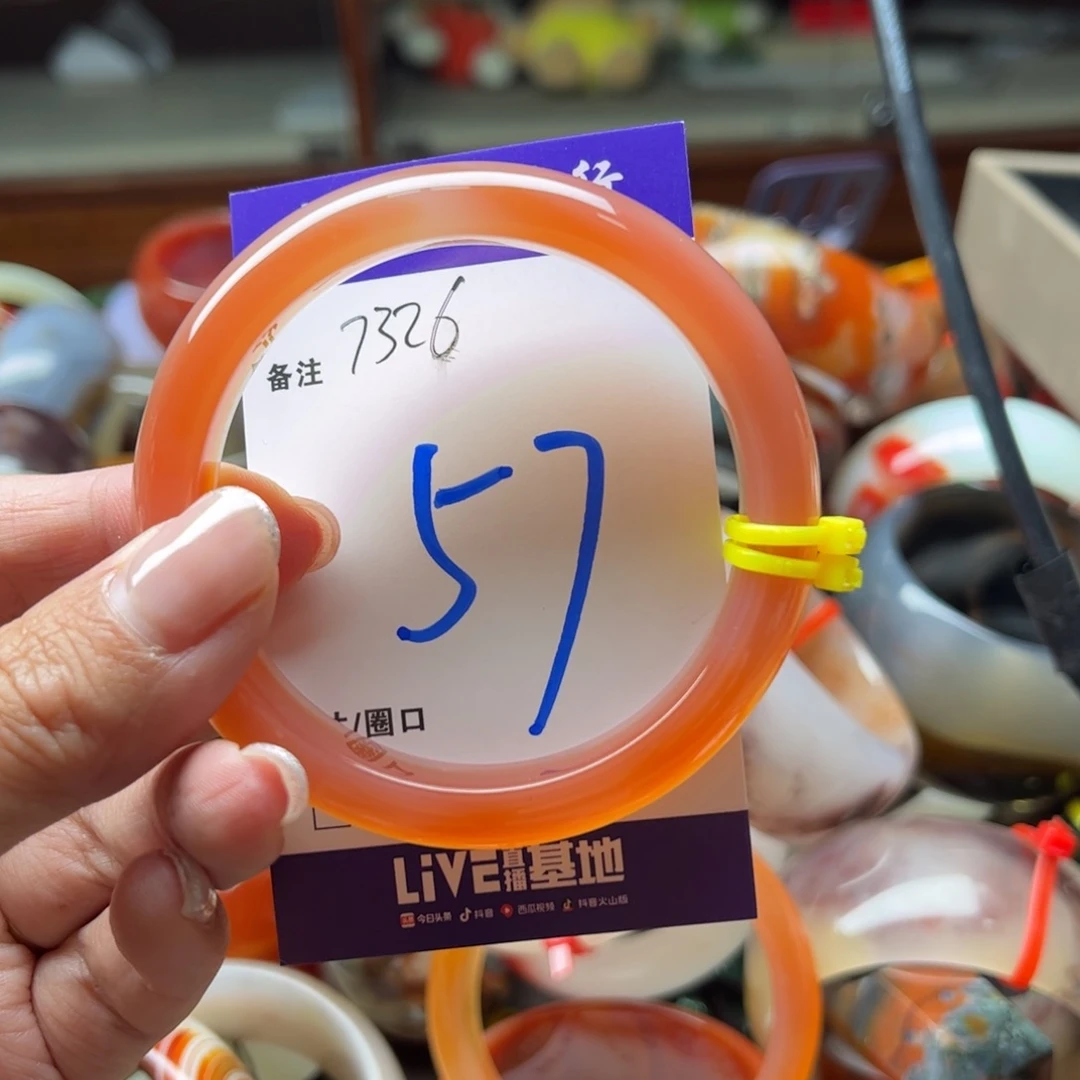 行
备注 7326
57
/圈口
LiVE直播基地
今日头条 抖音 西瓜视频 抖音火山版